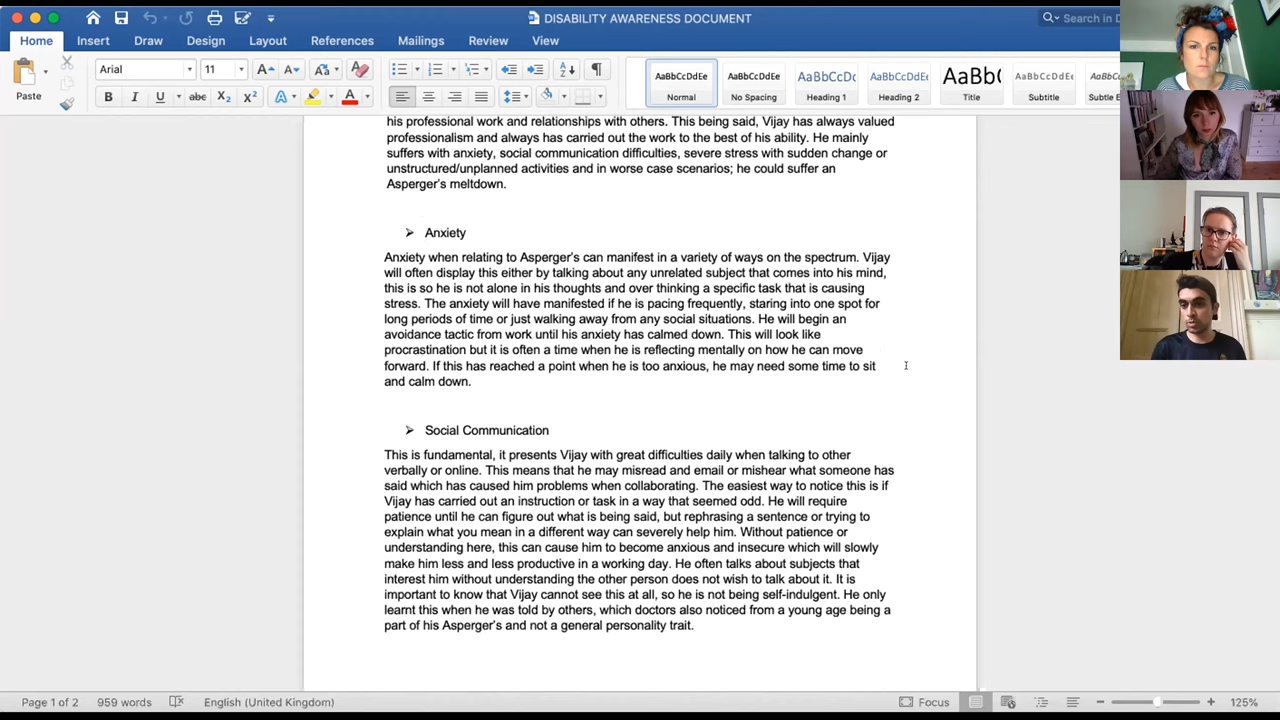 DISABILITY AWARENESS DOCUMENT
Search in D
Home Insert Draw Design Layout References Mailings Review View
Paste
Arial 11
B I U abc X₂ X²
AaBbCcDdEe AaBbCcDdEe AaBbCcDc AaBbCcDdEe AaBb( AaBbCcDdEe AaBbCcDdEe
Normal No Spacing Heading 1 Heading 2 Title Subtitle Subtle E
his professional work and relationships with others. This being said, Vijay has always valued
professionalism and always has carried out the work to the best of his ability. He mainly
suffers with anxiety, social communication difficulties, severe stress with sudden change or
unstructured/unplanned activities and in worse case scenarios; he could suffer an
Asperger's meltdown.
➢ Anxiety
Anxiety when relating to Asperger's can manifest in a variety of ways on the spectrum. Vijay
will often display this either by talking about any unrelated subject that comes into his mind,
this is so he is not alone in his thoughts and over thinking a specific task that is causing
stress. The anxiety will have manifested if he is pacing frequently, staring into one spot for
long periods of time or just walking away from any social situations. He will begin an
avoidance tactic from work until his anxiety has calmed down. This will look like
procrastination but it is often a time when he is reflecting mentally on how he can move
forward. If this has reached a point when he is too anxious, he may need some time to sit
and calm down.
➢ Social Communication
This is fundamental, it presents Vijay with great difficulties daily when talking to other
verbally or online. This means that he may misread and email or mishear what someone has
said which has caused him problems when collaborating. The easiest way to notice this is if
Vijay has carried out an instruction or task in a way that seemed odd. He will require
patience until he can figure out what is being said, but rephrasing a sentence or trying to
explain what you mean in a different way can severely help him. Without patience or
understanding here, this can cause him to become anxious and insecure which will slowly
make him less and less productive in a working day. He often talks about subjects that
interest him without understanding the other person does not wish to talk about it. It is
important to know that Vijay cannot see this at all, so he is not being self-indulgent. He only
learnt this when he was told by others, which doctors also noticed from a young age being a
part of his Asperger's and not a general personality trait.
Page 1 of 2 959 words English (United Kingdom) Focus 125%